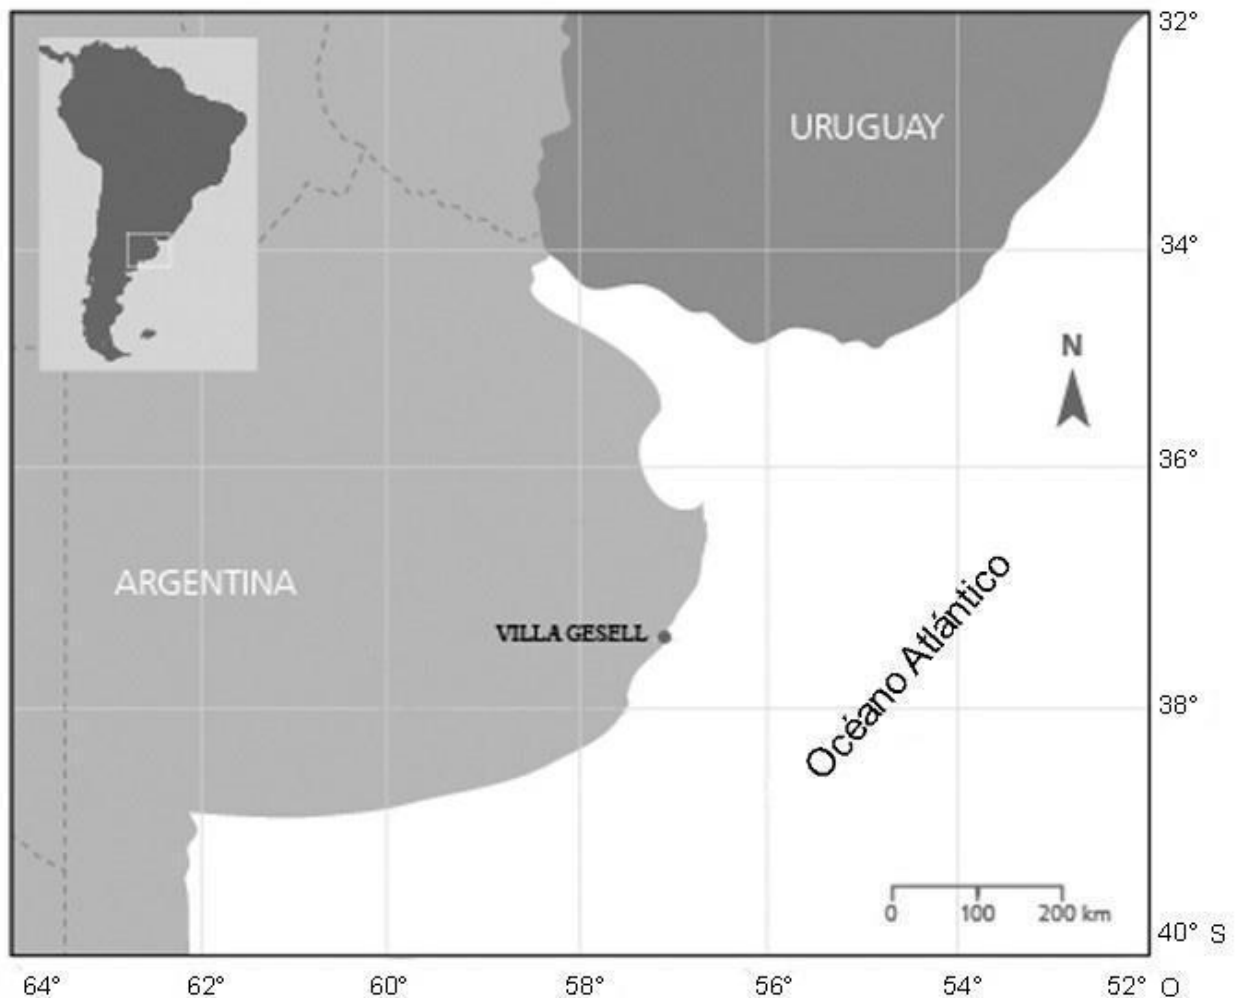 32°
URUGUAY
34°
N
36°
ARGENTINA
VILLA GESELL
Océano Atlántico
38°
0 100 200 km
40° S
64° 62° 60° 58° 56° 54° 52° O